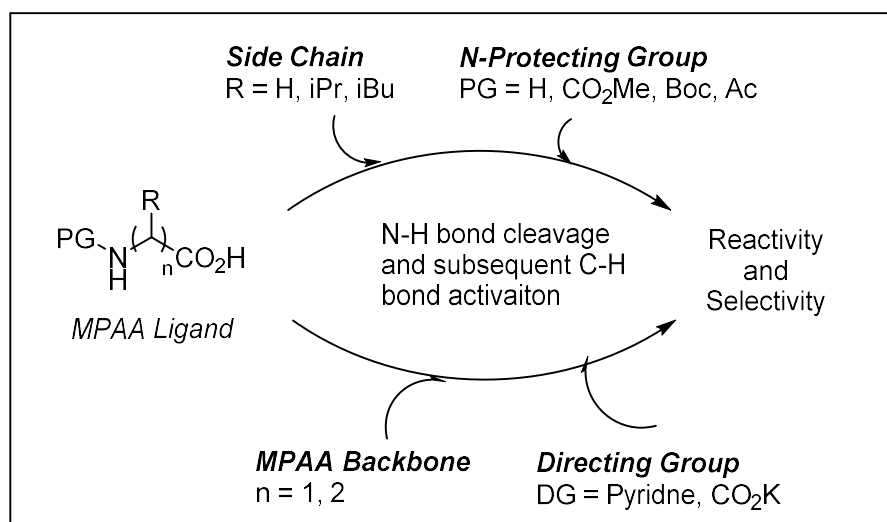 Side Chain
R = H, iPr, iBu
N-Protecting Group
PG = H, CO2Me, Boc, Ac
R
PG
N
H
n
CO2H
MPAA Ligand
N-H bond cleavage
and subsequent C-H
bond activaiton
Reactivity
and
Selectivity
MPAA Backbone
n = 1, 2
Directing Group
DG = Pyridne, CO2K